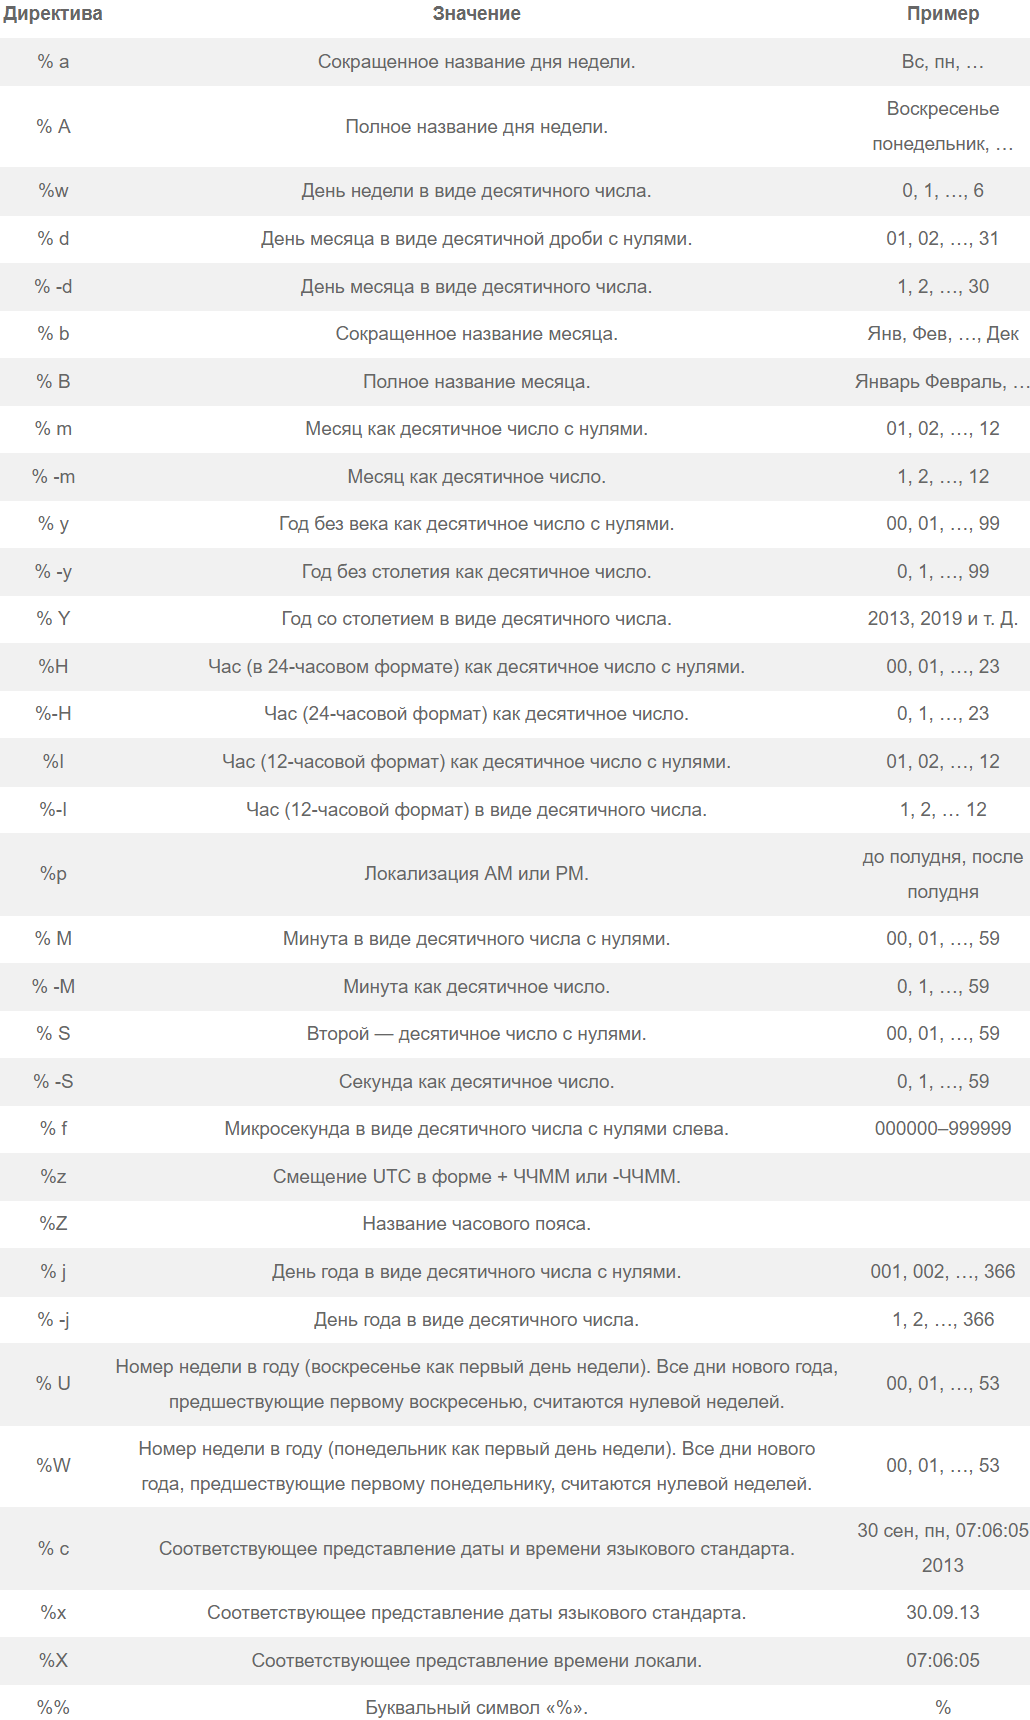 Директива Значение Пример
% a Сокращенное название дня недели. Вс, пн, …
% A Полное название дня недели. Воскресенье
понедельник, …
%w День недели в виде десятичного числа. 0, 1, …, 6
% d День месяца в виде десятичной дроби с нулями. 01, 02, …, 31
% -d День месяца в виде десятичного числа. 1, 2, …, 30
% b Сокращенное название месяца. Янв, Фев, …, Дек
% B Полное название месяца. Январь Февраль, …
% m Месяц как десятичное число с нулями. 01, 02, …, 12
% -m Месяц как десятичное число. 1, 2, …, 12
% y Год без века как десятичное число с нулями. 00, 01, …, 99
% -y Год без столетия как десятичное число. 0, 1, …, 99
% Y Год со столетием в виде десятичного числа. 2013, 2019 и т. Д.
%H Час (в 24-часовом формате) как десятичное число с нулями. 00, 01, …, 23
%-H Час (24-часовой формат) как десятичное число. 0, 1, …, 23
%I Час (12-часовой формат) как десятичное число с нулями. 01, 02, …, 12
%-I Час (12-часовой формат) в виде десятичного числа. 1, 2, … 12
%p Локализация AM или PM. до полудня, после
полудня
% M Минута в виде десятичного числа с нулями. 00, 01, …, 59
% -M Минута как десятичное число. 0, 1, …, 59
% S Второй — десятичное число с нулями. 00, 01, …, 59
% -S Секунда как десятичное число. 0, 1, …, 59
% f Микросекунда в виде десятичного числа с нулями слева. 000000–999999
%z Смещение UTC в форме + ЧЧММ или -ЧЧММ.
%Z Название часового пояса.
% j День года в виде десятичного числа с нулями. 001, 002, …, 366
% -j День года в виде десятичного числа. 1, 2, …, 366
% U Номер недели в году (воскресенье как первый день недели). Все дни нового года, 00, 01, …, 53
предшествующие первому воскресенью, считаются нулевой неделей.
%W Номер недели в году (понедельник как первый день недели). Все дни нового 00, 01, …, 53
года, предшествующие первому понедельнику, считаются нулевой неделей.
% c Соответствующее представление даты и времени языкового стандарта. 30 сен, пн, 07:06:05
2013
%x Соответствующее представление даты языкового стандарта. 30.09.13
%X Соответствующее представление времени локали. 07:06:05
%% Буквальный символ «%». %